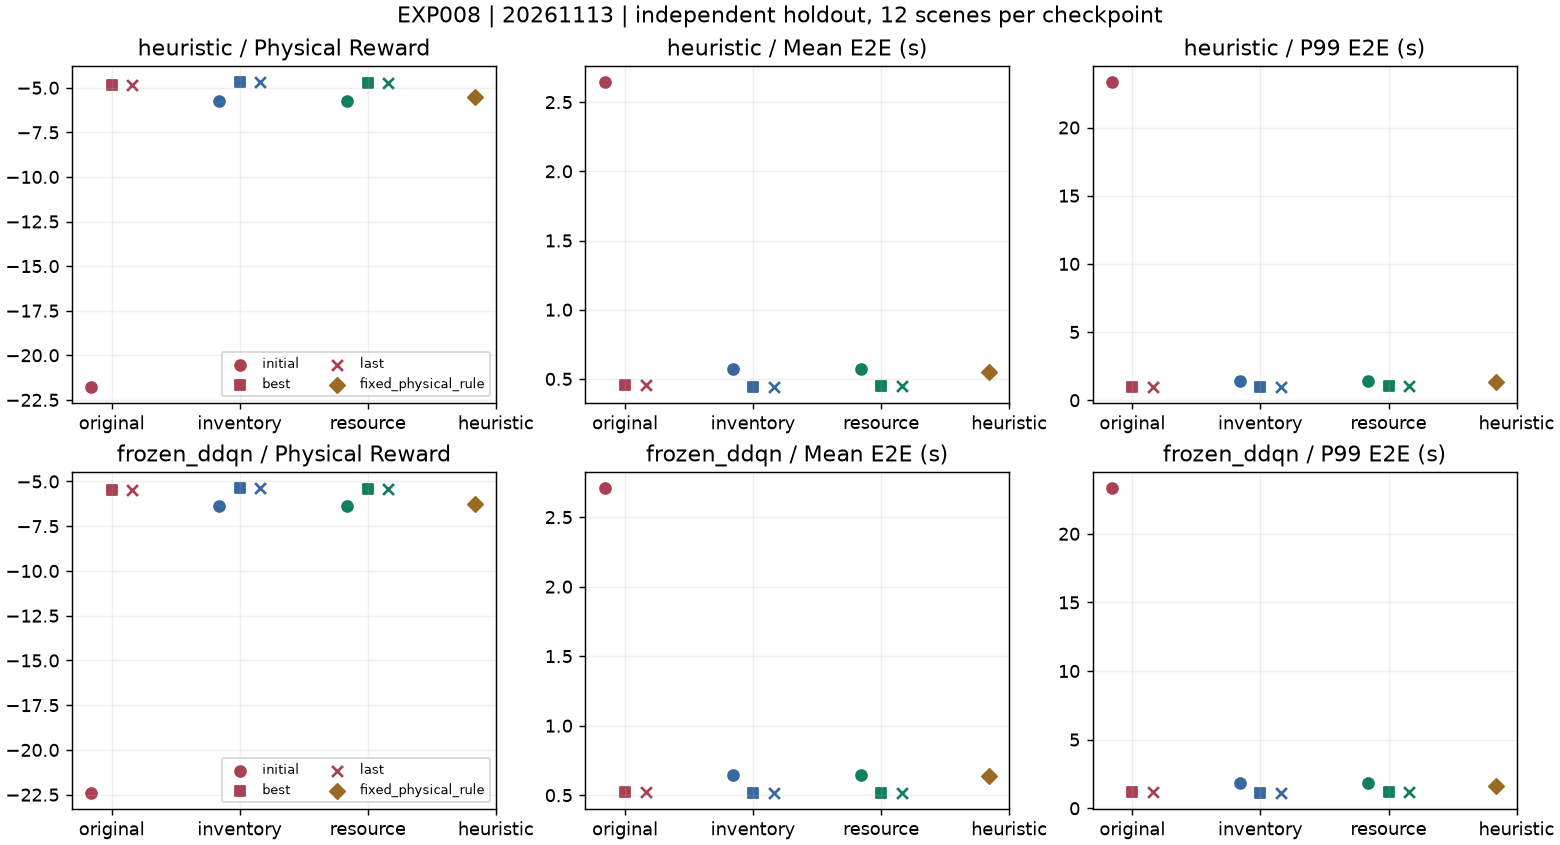 EXP008 | 20261113 | independent holdout, 12 scenes per checkpoint
heuristic / Physical Reward
−5.0
−7.5
−10.0
−12.5
−15.0
−17.5
−20.0
−22.5
initial
last
best
fixed_physical_rule
original
inventory
resource
heuristic
heuristic / Mean E2E (s)
2.5
2.0
1.5
1.0
0.5
original
inventory
resource
heuristic
heuristic / P99 E2E (s)
20
15
10
5
0
original
inventory
resource
heuristic
frozen_ddqn / Physical Reward
−5.0
−7.5
−10.0
−12.5
−15.0
−17.5
−20.0
−22.5
initial
last
best
fixed_physical_rule
original
inventory
resource
heuristic
frozen_ddqn / Mean E2E (s)
2.5
2.0
1.5
1.0
0.5
original
inventory
resource
heuristic
frozen_ddqn / P99 E2E (s)
20
15
10
5
0
original
inventory
resource
heuristic